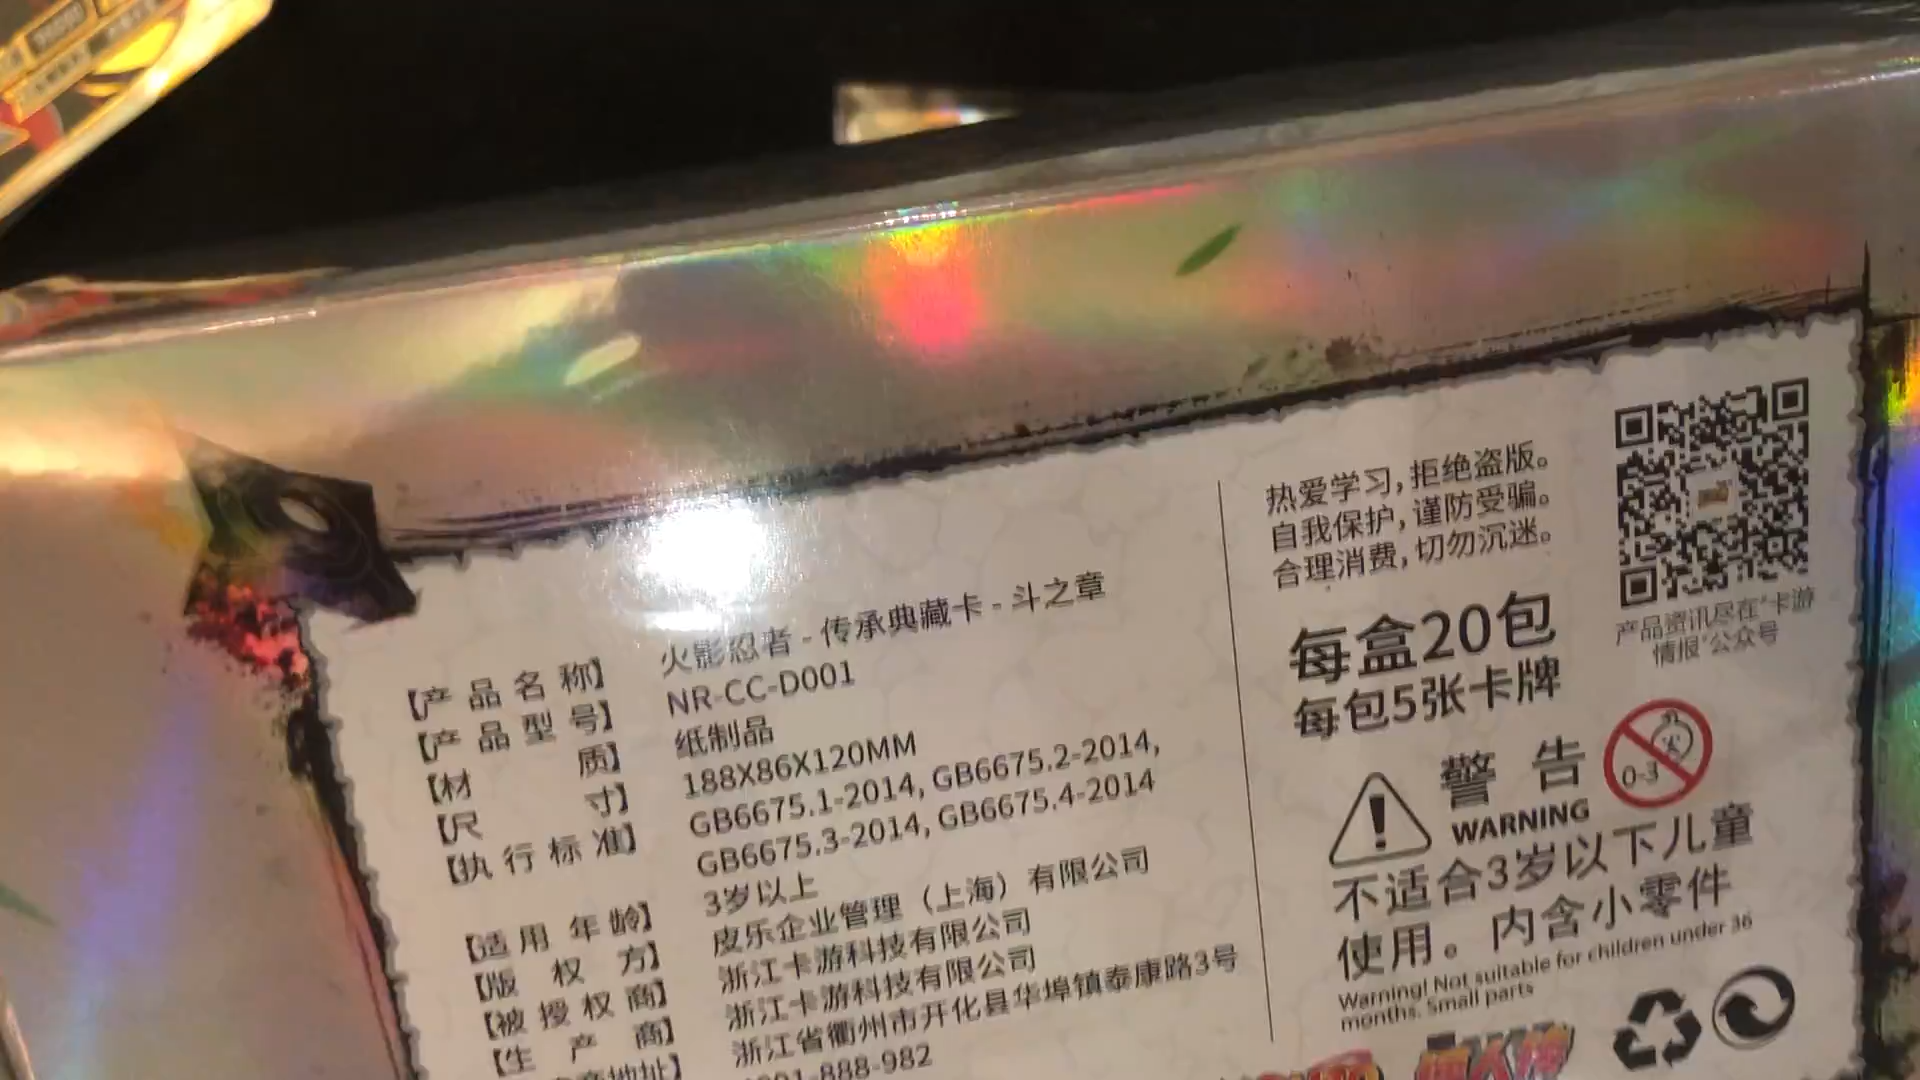 热爱学习,拒绝盗版。
自我保护,谨防受骗。
合理消费,切勿沉迷。
每盒20包
每包5张卡牌
产品资讯尽在"卡游
情报"公众号
警 告
WARNING
0-3
不适合3岁以下儿童
使用。内含小零件
Warning! Not suitable for children under 36
months. Small parts
【产品名称】 火影忍者 - 传承典藏卡 - 斗之章
【产品型号】 NR-CC-D001
【材 质】 纸制品
【尺 寸】 188X86X120MM
【执行标准】 GB6675.1-2014, GB6675.2-2014,
GB6675.3-2014, GB6675.4-2014
【适用年龄】 3岁以上
【版 权 方】 皮乐企业管理（上海）有限公司
【被授权商】 浙江卡游科技有限公司
【生 产 商】 浙江卡游科技有限公司
产地址】 浙江省衢州市开化县华埠镇泰康路3号
888-982